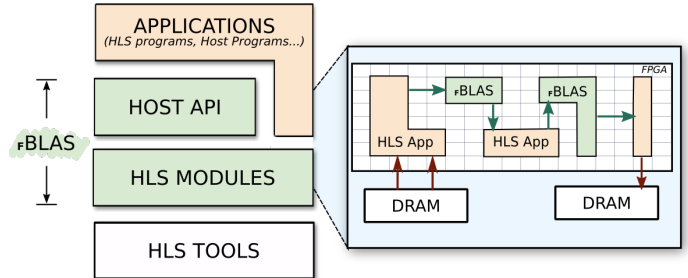 APPLICATIONS
(HLS programs, Host Programs...)
HOST API
FBLAS
HLS MODULES
HLS TOOLS
FPGA
FBLAS
FBLAS
HLS App
HLS App
DRAM
DRAM